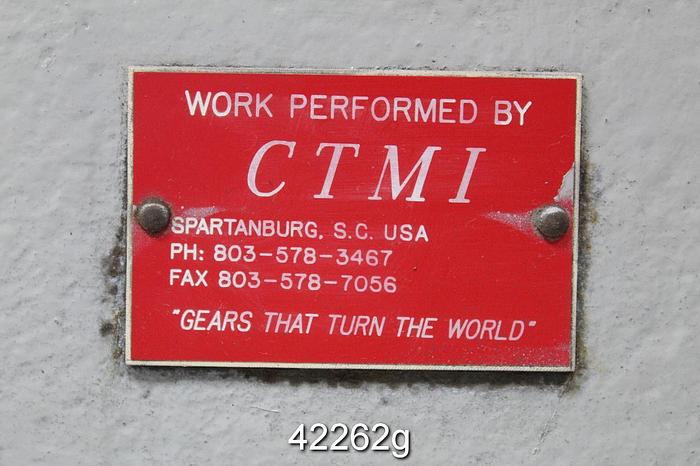 WORK PERFORMED BY
CTMI
SPARTANBURG, S.C. USA
PH: 803-578-3467
FAX 803-578-7056
"GEARS THAT TURN THE WORLD"
42262g